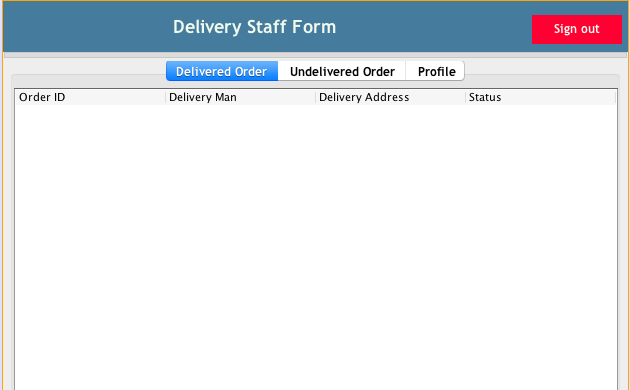 Delivery Staff Form
Sign out
Delivered Order Undelivered Order Profile
Order ID Delivery Man Delivery Address Status